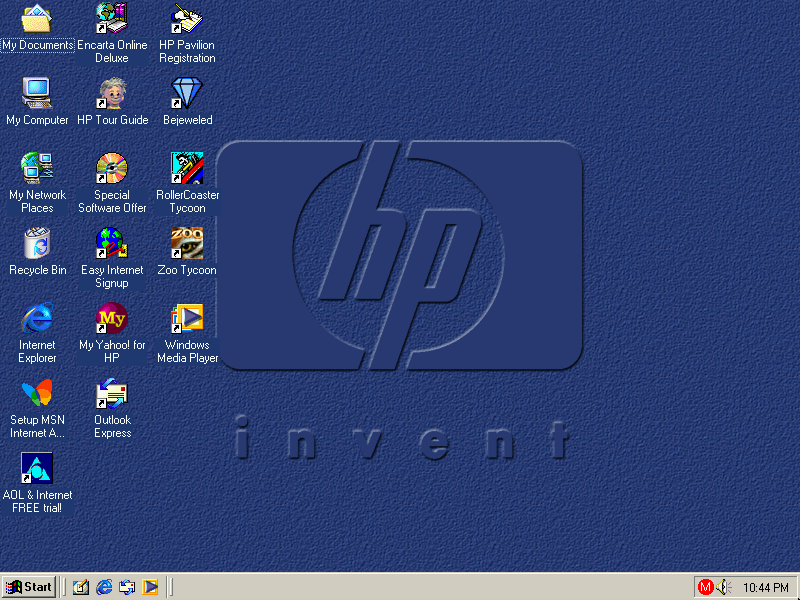 My Documents
Encarta Online
Deluxe
HP Pavilion
Registration
My Computer
HP Tour Guide
Bejeweled
My Network
Places
Special
Software Offer
RollerCoaster
Tycoon
Recycle Bin
Easy Internet
Signup
ZOO
Zoo Tycoon
Internet
Explorer
My
My Yahoo! for
HP
Windows
Media Player
Setup MSN
Internet A...
Outlook
Express
AOL & Internet
FREE trial!
hp
invent
Start
M
10:44 PM